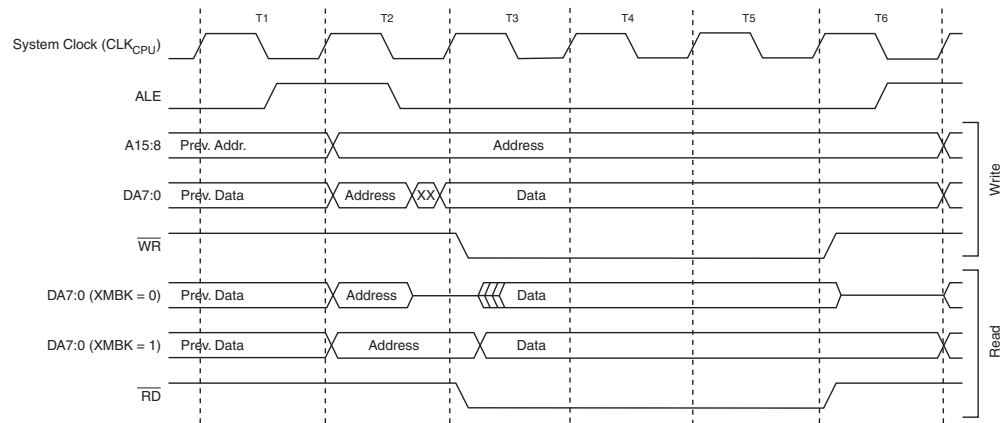 T1 T2 T3 T4 T5 T6
System Clock (CLKCPU)
ALE
A15:8 Prev. Addr. Address
DA7:0 Prev. Data Address XX Data
WR
DA7:0 (XMBK = 0) Prev. Data Address Data
DA7:0 (XMBK = 1) Prev. Data Address Data
RD
Write
Read